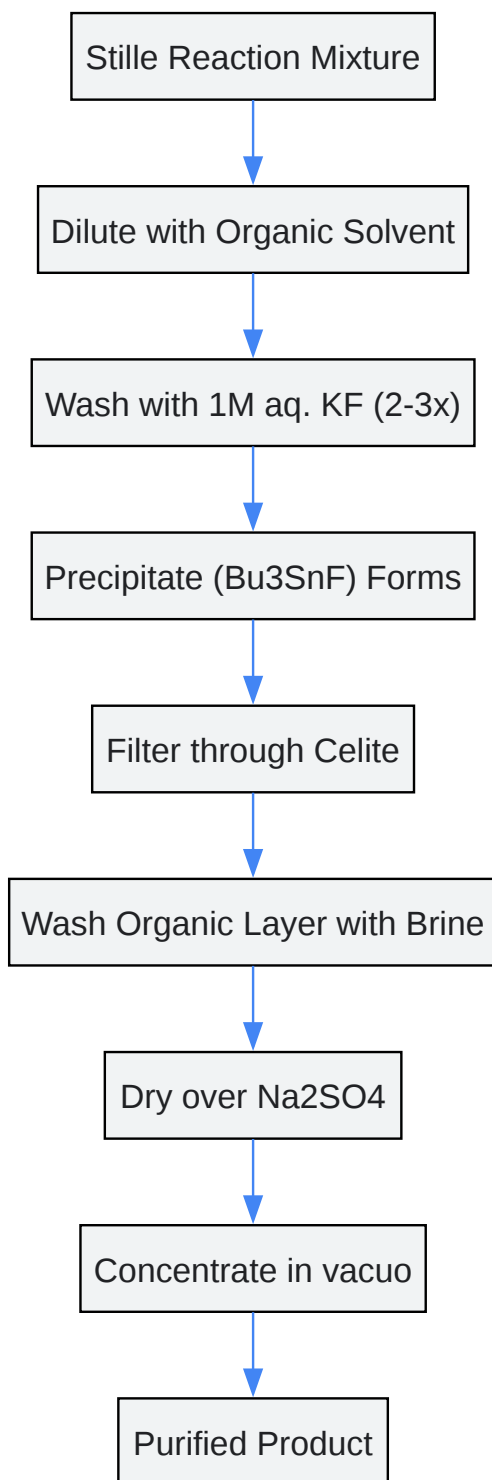 Stille Reaction Mixture
Dilute with Organic Solvent
Wash with 1M aq. KF (2-3x)
Precipitate (Bu3SnF) Forms
Filter through Celite
Wash Organic Layer with Brine
Dry over Na2SO4
Concentrate in vacuo
Purified Product